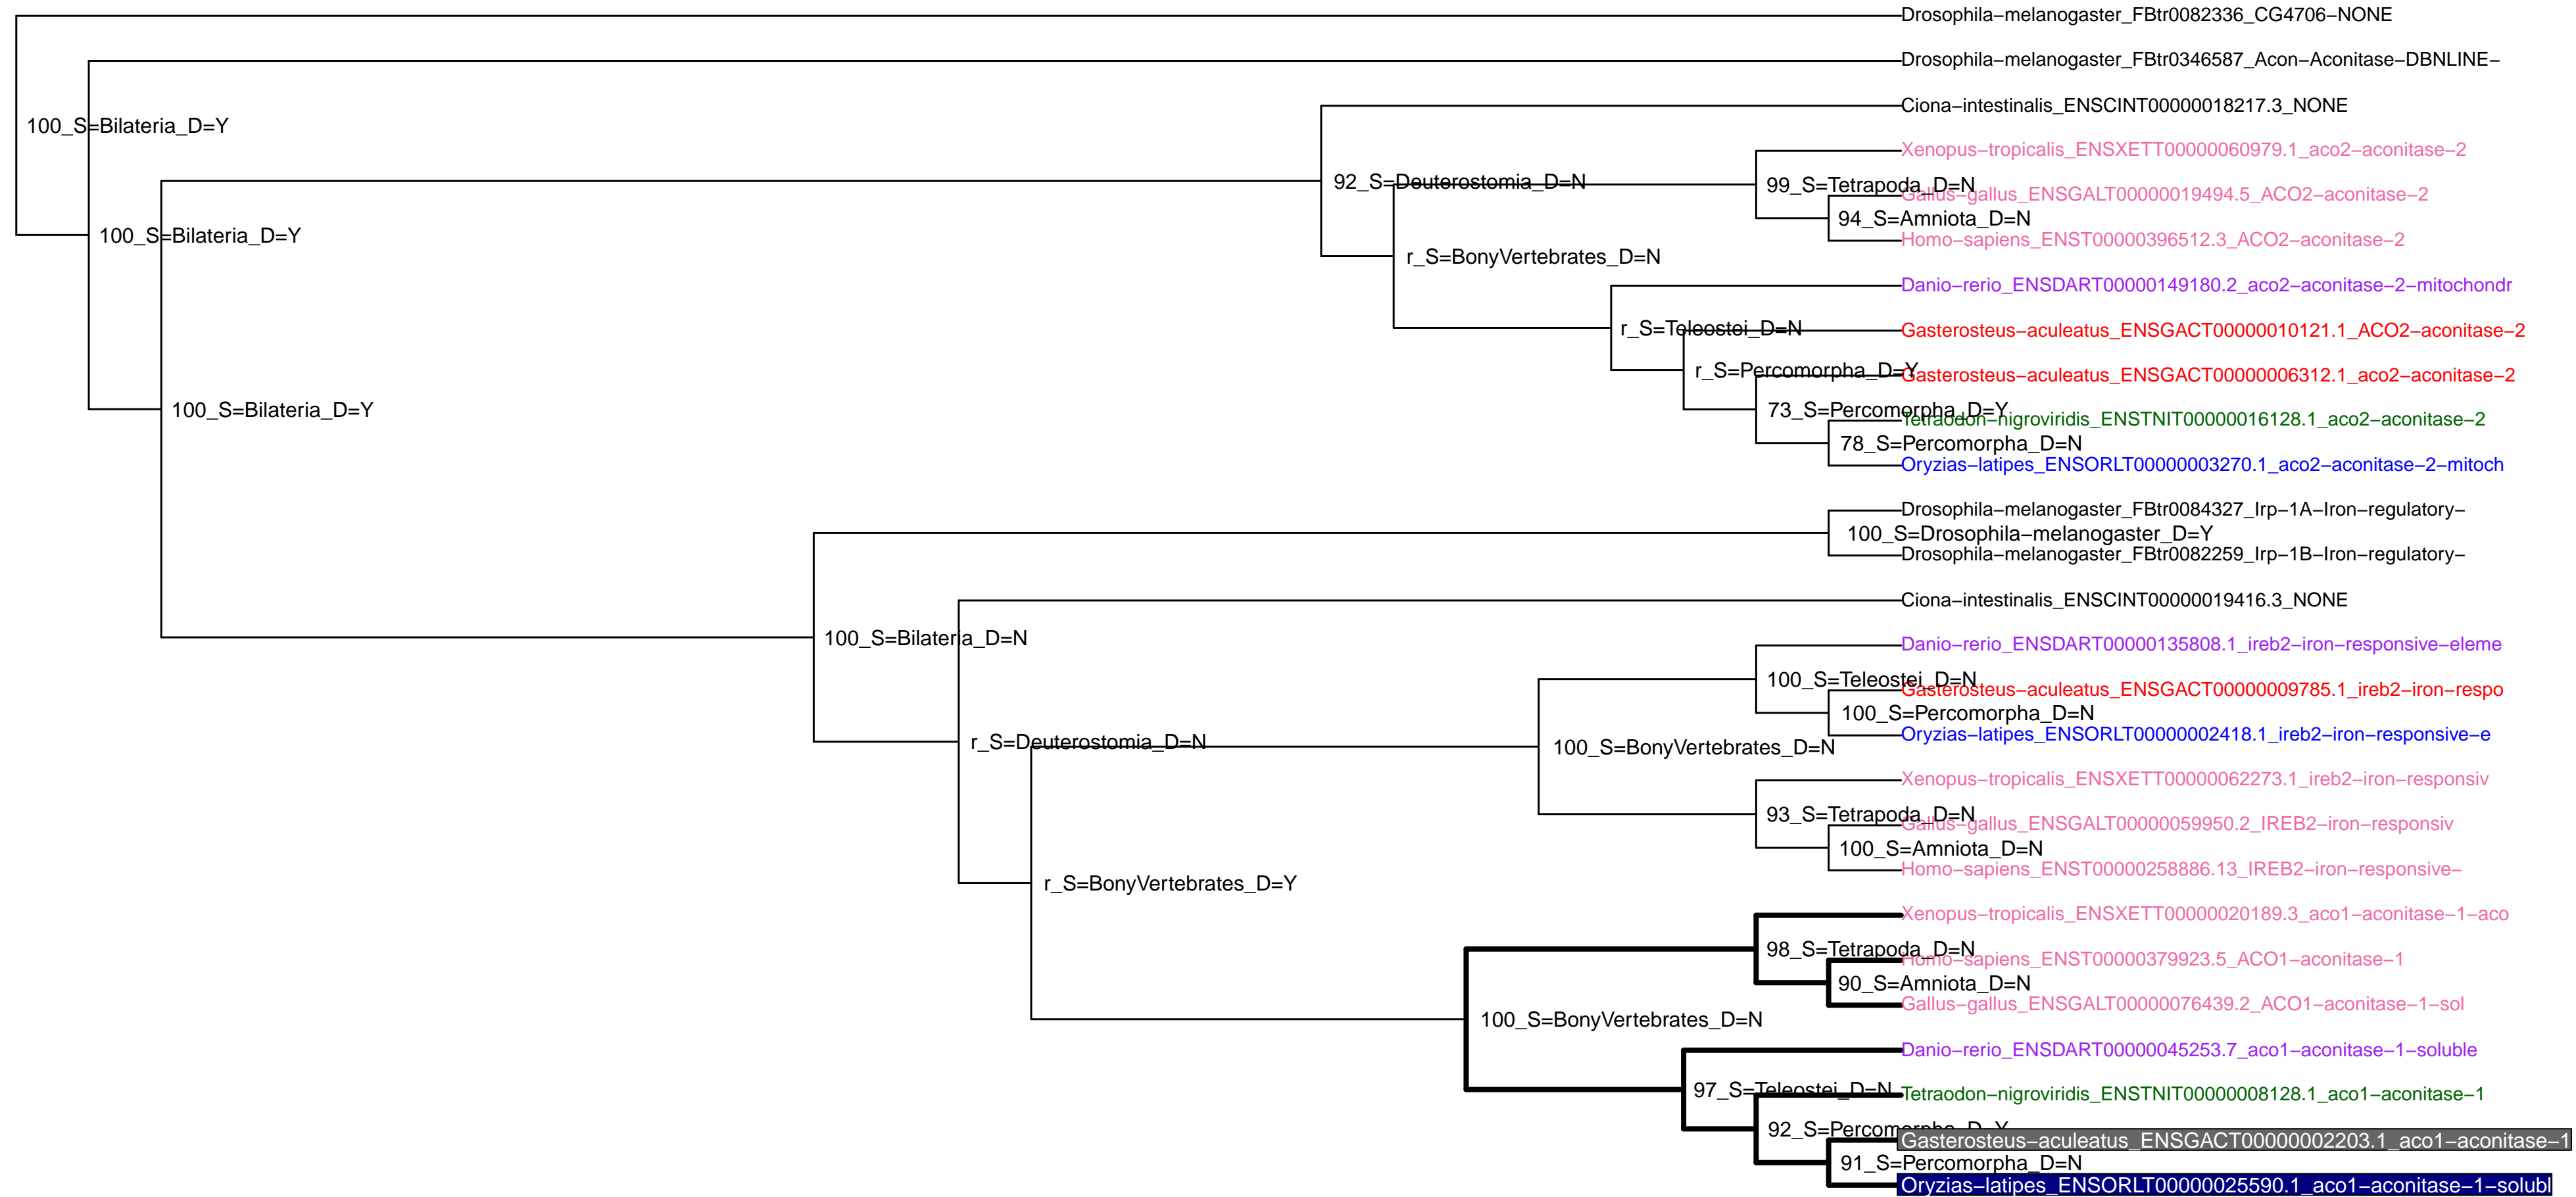 Drosophila−melanogaster_FBtr0082336_CG4706−NONE
Drosophila−melanogaster_FBtr0346587_Acon−Aconitase−DBNLINE−
Ciona−intestinalis_ENSCINT00000018217.3_NONE
100_S=Bilateria_D=Y
Xenopus−tropicalis_ENSXETT00000060979.1_aco2−aconitase−2
92_S=Deuterostomia_D=N
99_S=Tetrapoda_D=N
Gallus−gallus_ENSGALT00000019494.5_ACO2−aconitase−2
94_S=Amniota_D=N
100_S=Bilateria_D=Y
Homo−sapiens_ENST00000396512.3_ACO2−aconitase−2
r_S=BonyVertebrates_D=N
Danio−rerio_ENSDART00000149180.2_aco2−aconitase−2−mitochondr
r_S=Teleostei_D=N
Gasterosteus−aculeatus_ENSGACT00000010121.1_ACO2−aconitase−2
r_S=Percomorpha_D=Y
Gasterosteus−aculeatus_ENSGACT00000006312.1_aco2−aconitase−2
100_S=Bilateria_D=Y
73_S=Percomorpha_D=Y
Tetraodon−nigroviridis_ENSTNIT00000016128.1_aco2−aconitase−2
78_S=Percomorpha_D=N
Oryzias−latipes_ENSORLT00000003270.1_aco2−aconitase−2−mitoch
Drosophila−melanogaster_FBtr0084327_Irp−1A−Iron−regulatory−
100_S=Drosophila−melanogaster_D=Y
Drosophila−melanogaster_FBtr0082259_Irp−1B−Iron−regulatory−
Ciona−intestinalis_ENSCINT00000019416.3_NONE
100_S=Bilateria_D=N
Danio−rerio_ENSDART00000135808.1_ireb2−iron−responsive−eleme
100_S=Teleostei_D=N
Gasterosteus−aculeatus_ENSGACT00000009785.1_ireb2−iron−respo
100_S=Percomorpha_D=N
Oryzias−latipes_ENSORLT00000002418.1_ireb2−iron−responsive−e
r_S=Deuterostomia_D=N
100_S=BonyVertebrates_D=N
Xenopus−tropicalis_ENSXETT00000062273.1_ireb2−iron−responsiv
93_S=Tetrapoda_D=N
Gallus−gallus_ENSGALT00000059950.2_IREB2−iron−responsiv
100_S=Amniota_D=N
Homo−sapiens_ENST00000258886.13_IREB2−iron−responsive−
r_S=BonyVertebrates_D=Y
Xenopus−tropicalis_ENSXETT00000020189.3_aco1−aconitase−1−aco
98_S=Tetrapoda_D=N
Homo−sapiens_ENST00000379923.5_ACO1−aconitase−1
90_S=Amniota_D=N
Gallus−gallus_ENSGALT00000076439.2_ACO1−aconitase−1−sol
100_S=BonyVertebrates_D=N
Danio−rerio_ENSDART00000045253.7_aco1−aconitase−1−soluble
97_S=Teleostei_D=N
Tetraodon−nigroviridis_ENSTNIT00000008128.1_aco1−aconitase−1
92_S=Percomorpha_D=Y
Gasterosteus−aculeatus_ENSGACT00000002203.1_aco1−aconitase−1
91_S=Percomorpha_D=N
Oryzias−latipes_ENSORLT00000025590.1_aco1−aconitase−1−solubl